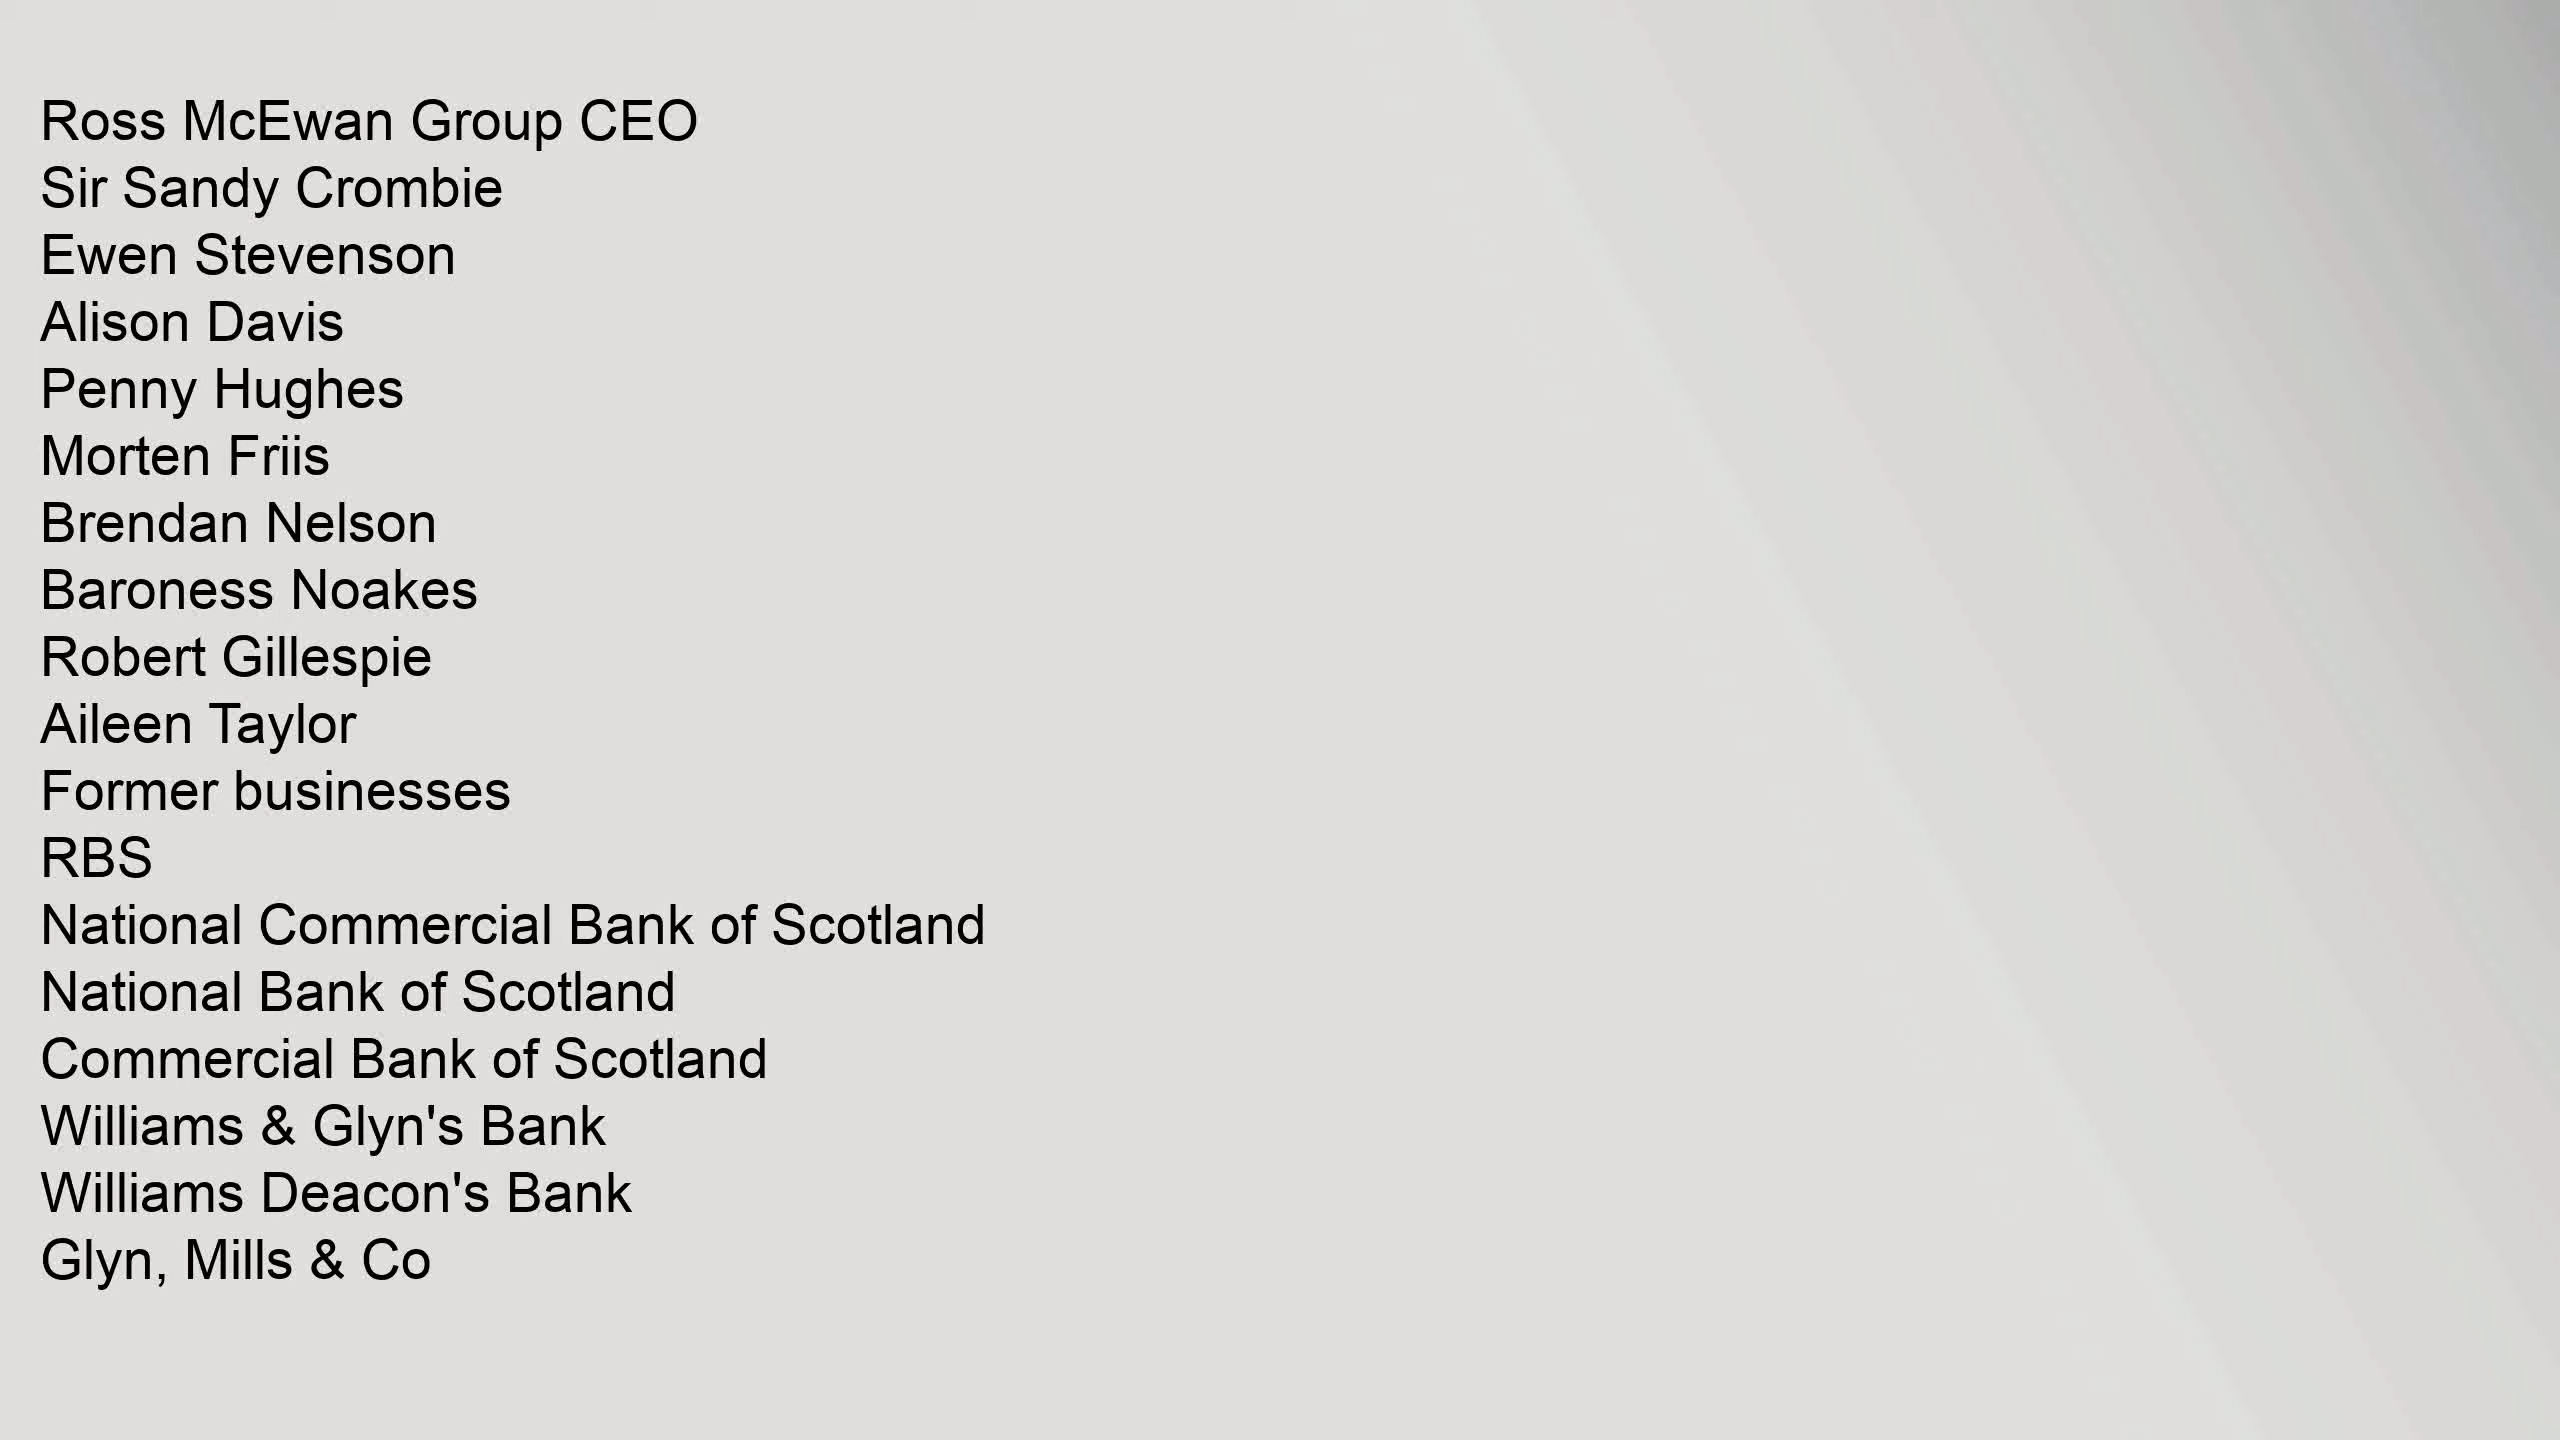 Ross McEwan Group CEO
Sir Sandy Crombie
Ewen Stevenson
Alison Davis
Penny Hughes
Morten Friis
Brendan Nelson
Baroness Noakes
Robert Gillespie
Aileen Taylor
Former businesses
RBS
National Commercial Bank of Scotland
National Bank of Scotland
Commercial Bank of Scotland
Williams & Glyn's Bank
Williams Deacon's Bank
Glyn, Mills & Co